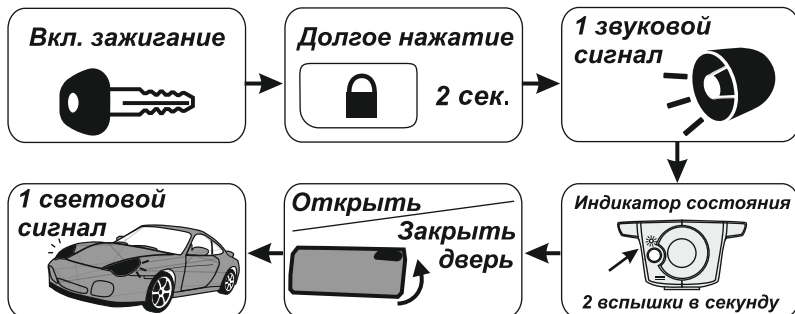 Вкл. зажигание
Долгое нажатие
2 сек.
1 звуковой
сигнал
Индикатор состояния
2 вспышки в секунду
Открыть
Закрыть
дверь
1 световой
сигнал